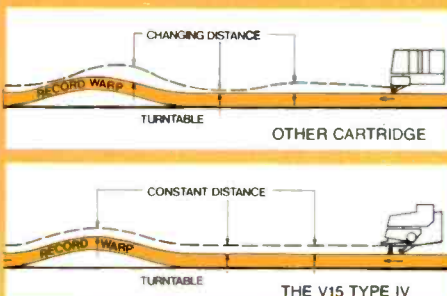 CHANGING DISTANCE
RECORD WARP
TURNTABLE
OTHER CARTRIDGE
CONSTANT DISTANCE
RECORD WARP
TURNTABLE
THE V15 TYPE IV